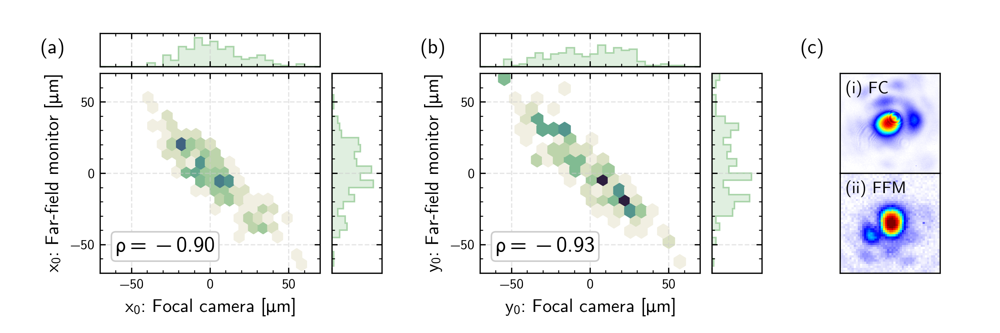 (a)
x₀: Far-field monitor [μm]
50
0
−50
ρ = −0.90
−50 0 50
x₀: Focal camera [μm]
(b)
y₀: Far-field monitor [μm]
50
0
−50
ρ = −0.93
−50 0 50
y₀: Focal camera [μm]
(c)
(i) FC
(ii) FFM